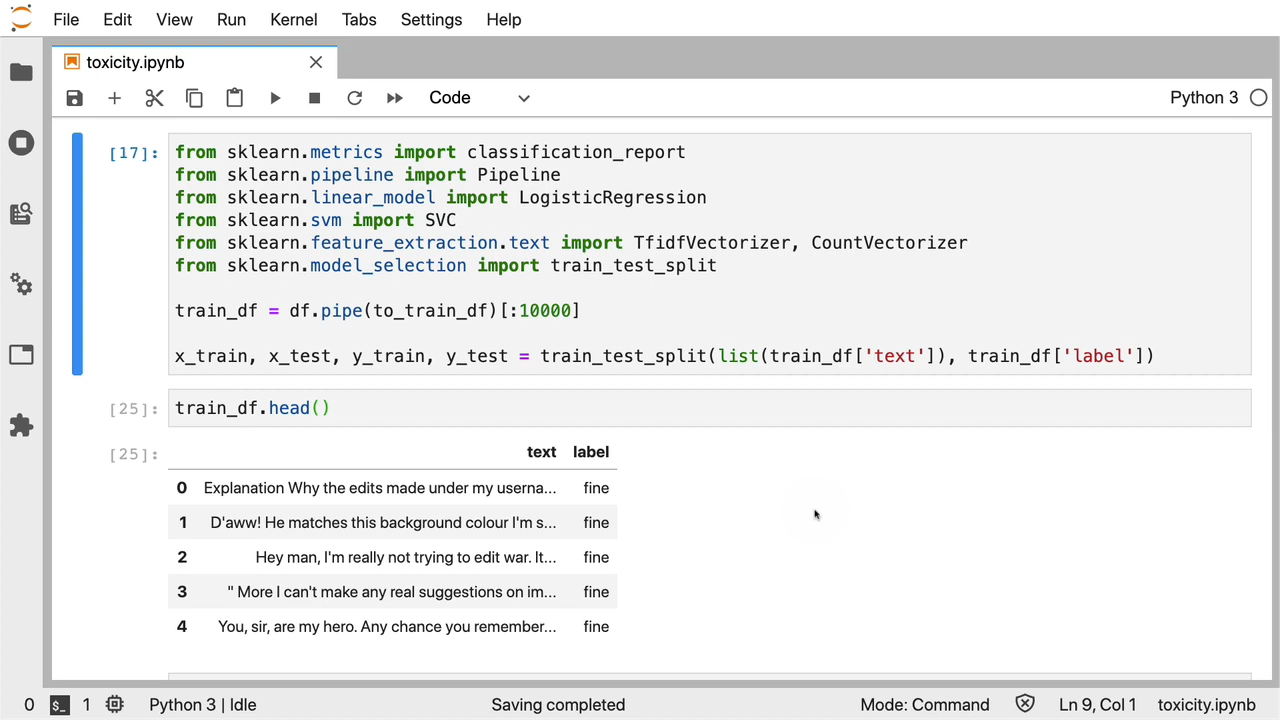 File Edit View Run Kernel Tabs Settings Help
toxicity.ipynb
Code Python 3
[17]:
from sklearn.metrics import classification_report
from sklearn.pipeline import Pipeline
from sklearn.linear_model import LogisticRegression
from sklearn.svm import SVC
from sklearn.feature_extraction.text import TfidfVectorizer, CountVectorizer
from sklearn.model_selection import train_test_split
train_df = df.pipe(to_train_df)[:10000]
x_train, x_test, y_train, y_test = train_test_split(list(train_df['text']), train_df['label'])
[25]: train_df.head()
[25]: text label
0 Explanation Why the edits made under my userna... fine
1 D'aww! He matches this background colour I'm s... fine
2 Hey man, I'm really not trying to edit war. It... fine
3 " More I can't make any real suggestions on im... fine
4 You, sir, are my hero. Any chance you remember... fine
0 $_ 1 Python 3 | Idle Saving completed Mode: Command Ln 9, Col 1 toxicity.ipynb